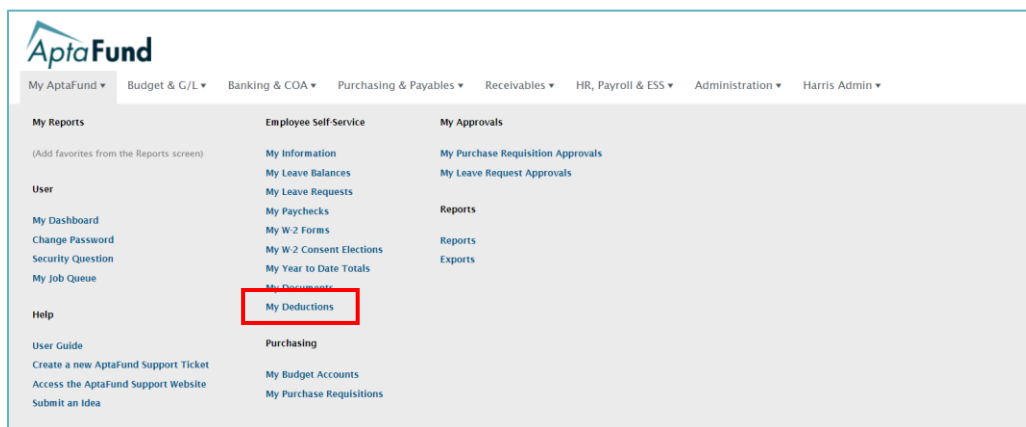 AptaFund
My AptaFund ▾ Budget & G/L ▾ Banking & COA ▾ Purchasing & Payables ▾ Receivables ▾ HR, Payroll & ESS ▾ Administration ▾ Harris Admin ▾
My Reports
(Add favorites from the Reports screen)
User
My Dashboard
Change Password
Security Question
My Job Queue
Help
User Guide
Create a new AptaFund Support Ticket
Access the AptaFund Support Website
Submit an Idea
Employee Self-Service
My Information
My Leave Balances
My Leave Requests
My Paychecks
My W-2 Forms
My W-2 Consent Elections
My Year to Date Totals
My Documents
My Deductions
Purchasing
My Budget Accounts
My Purchase Requisitions
My Approvals
My Purchase Requisition Approvals
My Leave Request Approvals
Reports
Reports
Exports